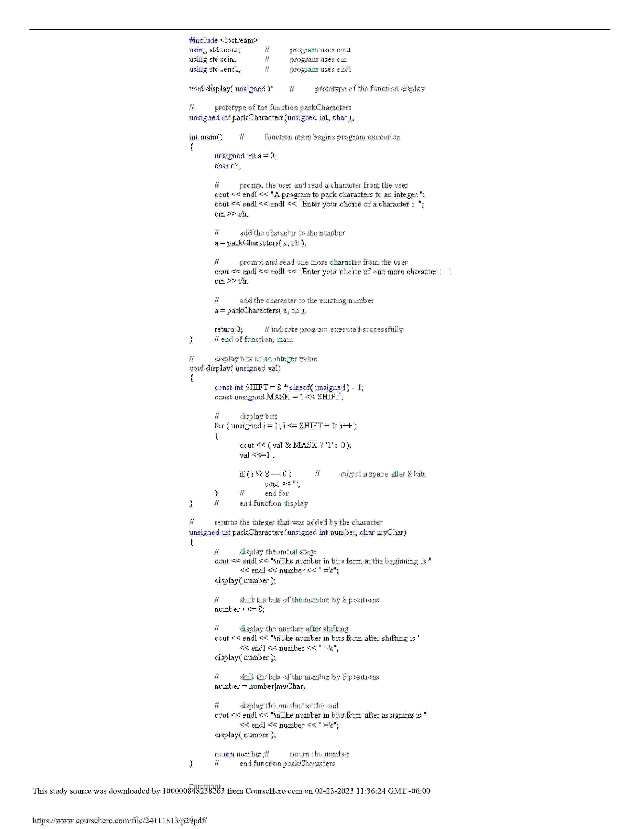 #include <iostream>
using std::cout; // program uses cout
using std::cin; // program uses cin
using std::endl; // program uses endl
void display( unsigned ); // prototype of the function display
// prototype of the function packCharacters
unsigned int packCharacters(unsigned int, char );
int main() // function main begins program execution
{
unsigned int a = 0;
// prompt the user and read a character from the user
cout << endl << "A program to pack characters to an integer.";
cout << endl << endl << "Enter your choice of a character : ";
cin >> ch;
// add the character to the number
a = packCharacters( a, ch );
// prompt and read one more character from the user
cout << endl << endl << "Enter your choice of one more character : ";
cin >> ch;
// add the character to the existing number
a = packCharacters( a, ch );
return 0; // indicate program executed successfully
} // end of function, main
// display bits of an integer value
void display( unsigned val)
{
const int SHIFT = 8 * sizeof( unsigned ) - 1;
const unsigned MASK = 1 << SHIFT;
// display bits
for ( unsigned i = 1; i <= SHIFT + 1; i++ )
{
cout << ( val & MASK ? '1' : '0' );
val <<= 1;
if( i % 8 == 0 ) // output a space after 8 bits
cout << ' ';
} // end for
} // end function display
// returns the integer that was added by the character
unsigned int packCharacters(unsigned int number, char myChar)
{
// display the initial stage
cout << endl << "\nThe number in bits form at the beginning is "
<< endl << number << " =\t";
display( number );
// shift the bits of the number by 8 positions
number <<= 8;
// display the number after shifting
cout << endl << "\nThe number in bits form after shifting is "
<< endl << number << " =\t";
display( number );
// shift the bits of the number by 8 positions
number = number|myChar;
// display the number at the end
cout << endl << "\nThe number in bits form after assigning is "
<< endl << number << " =\t";
display( number );
return number;// return the number
} // end function packCharacters
This study source was downloaded by from CourseHero.com on 01-23-2023 11:36:24 GMT -06:00
https://www.coursehero.com/file/24111513/p29pdf/